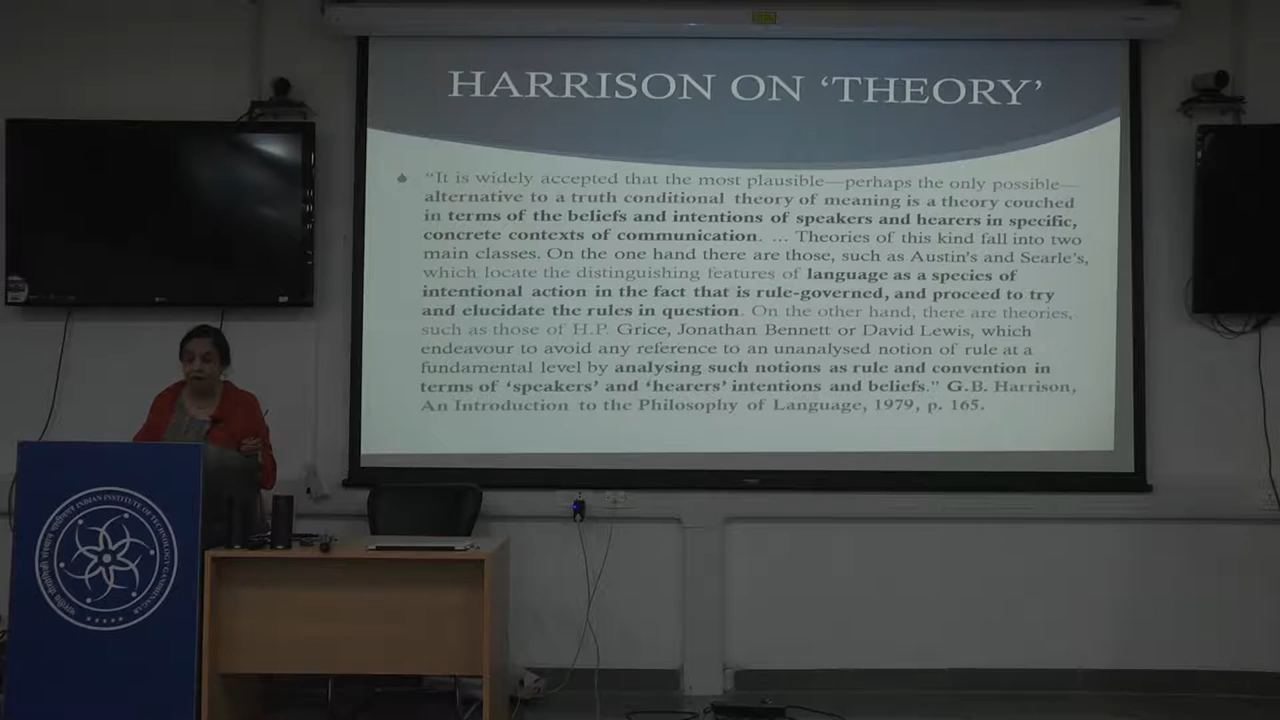 HARRISON ON ‘THEORY’
“It is widely accepted that the most plausible—perhaps the only possible—
alternative to a truth conditional theory of meaning is a theory couched
in terms of the beliefs and intentions of speakers and hearers in specific,
concrete contexts of communication. ... Theories of this kind fall into two
main classes. On the one hand there are those, such as Austin's and Searle's,
which locate the distinguishing features of language as a species of
intentional action in the fact that is rule-governed, and proceed to try
and elucidate the rules in question. On the other hand, there are theories,
such as those of H.P. Grice, Jonathan Bennett or David Lewis, which
endeavour to avoid any reference to an unanalysed notion of rule at a
fundamental level by analysing such notions as rule and convention in
terms of ‘speakers’ and ‘hearers’ intentions and beliefs.” G.B. Harrison,
An Introduction to the Philosophy of Language, 1979, p. 165.
INDIAN INSTITUTE OF TECHNOLOGY GANDHINAGAR